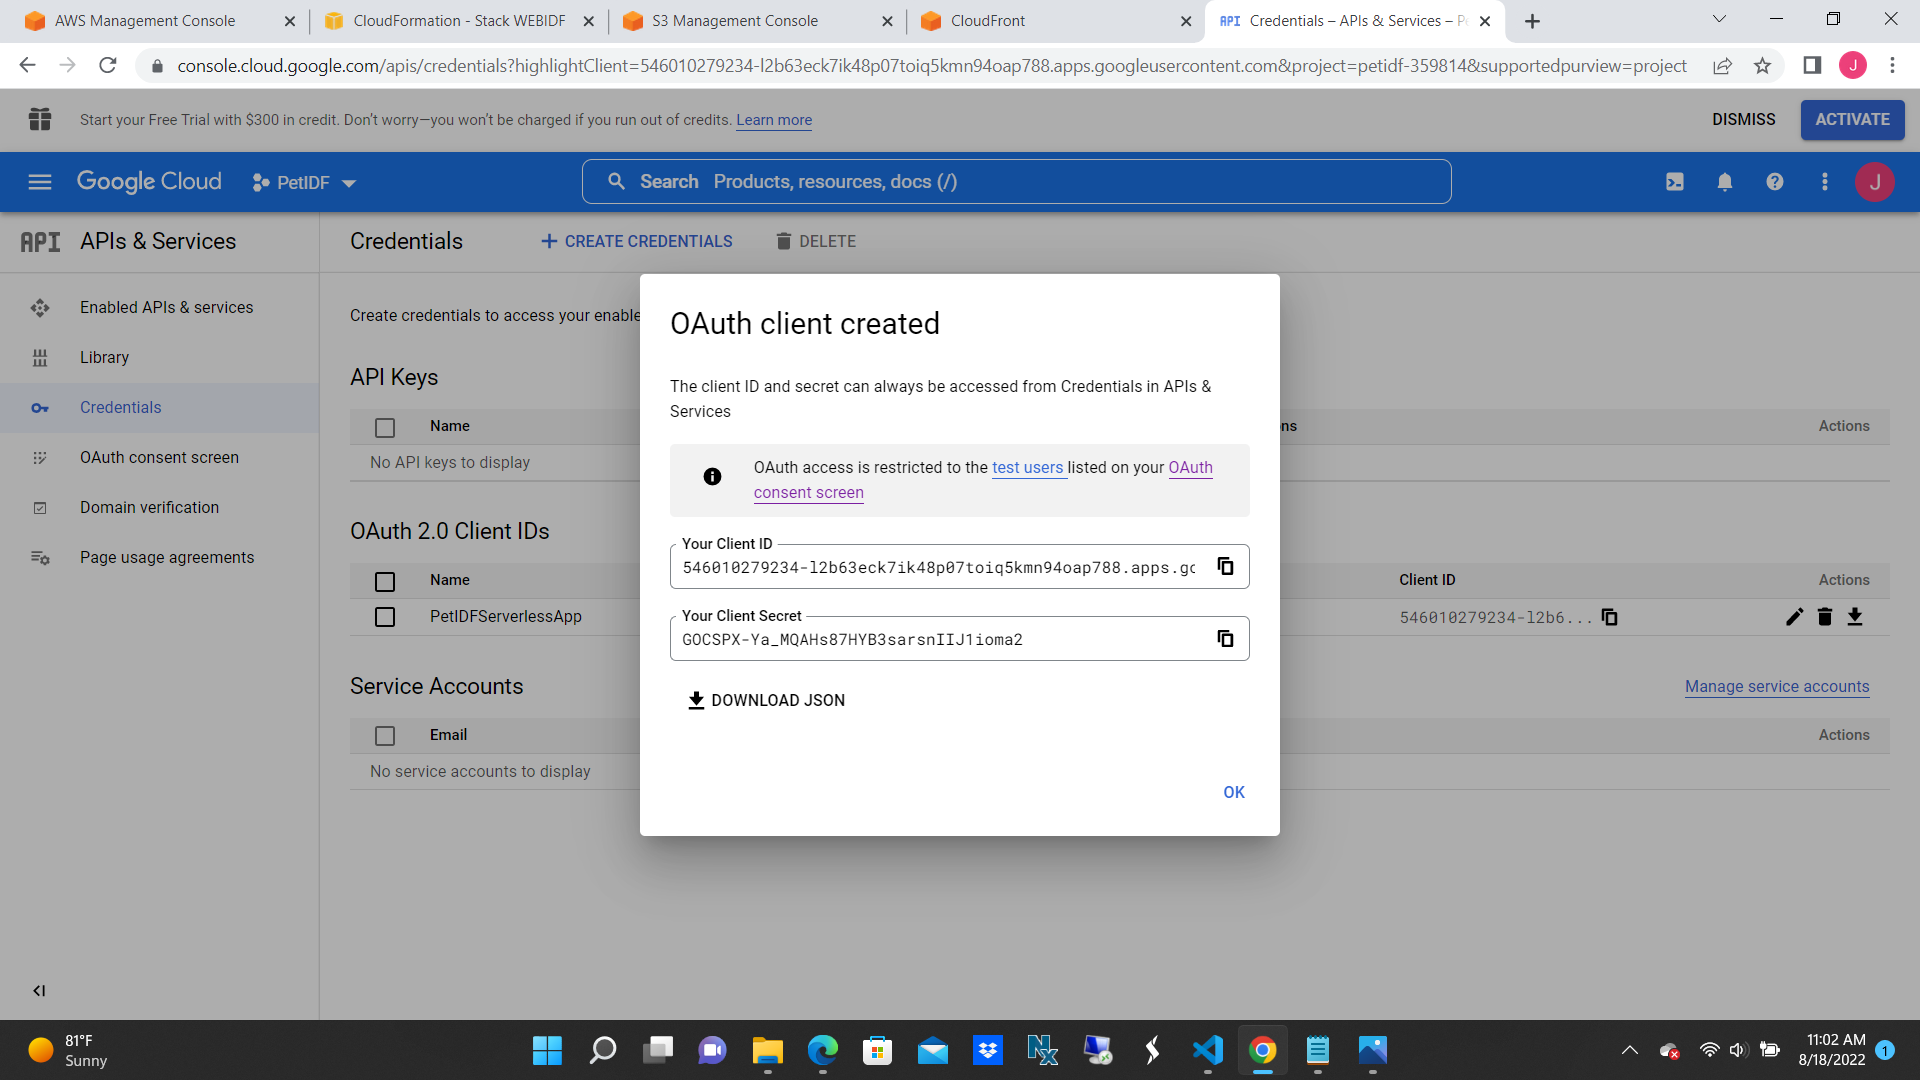 AWS Management Console
CloudFormation - Stack WEBIDF
S3 Management Console
CloudFront
API Credentials – APIs & Services – P
console.cloud.google.com/apis/credentials?highlightClient=546010279234-l2b63eck7ik48p07toiq5kmn94oap788.apps.googleusercontent.com&project=petidf-359814&supportedpurview=project
J
Start your Free Trial with $300 in credit. Don't worry—you won't be charged if you run out of credits. Learn more
DISMISS
ACTIVATE
Google Cloud
PetIDF
Search Products, resources, docs (/)
J
API APIs & Services
Credentials
CREATE CREDENTIALS
DELETE
Enabled APIs & services
Library
Credentials
OAuth consent screen
Domain verification
Page usage agreements
Create credentials to access your enable
API Keys
Name
ns
Actions
No API keys to display
OAuth 2.0 Client IDs
Name
Client ID
Actions
PetIDFServerlessApp
546010279234-l2b6...
Service Accounts
Manage service accounts
Email
Actions
No service accounts to display
OAuth client created
The client ID and secret can always be accessed from Credentials in APIs &
Services
OAuth access is restricted to the test users listed on your OAuth
consent screen
Your Client ID
546010279234-l2b63eck7ik48p07toiq5kmn94oap788.apps.gc
Your Client Secret
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
DOWNLOAD JSON
OK
81°F
Sunny
11:02 AM
8/18/2022
1